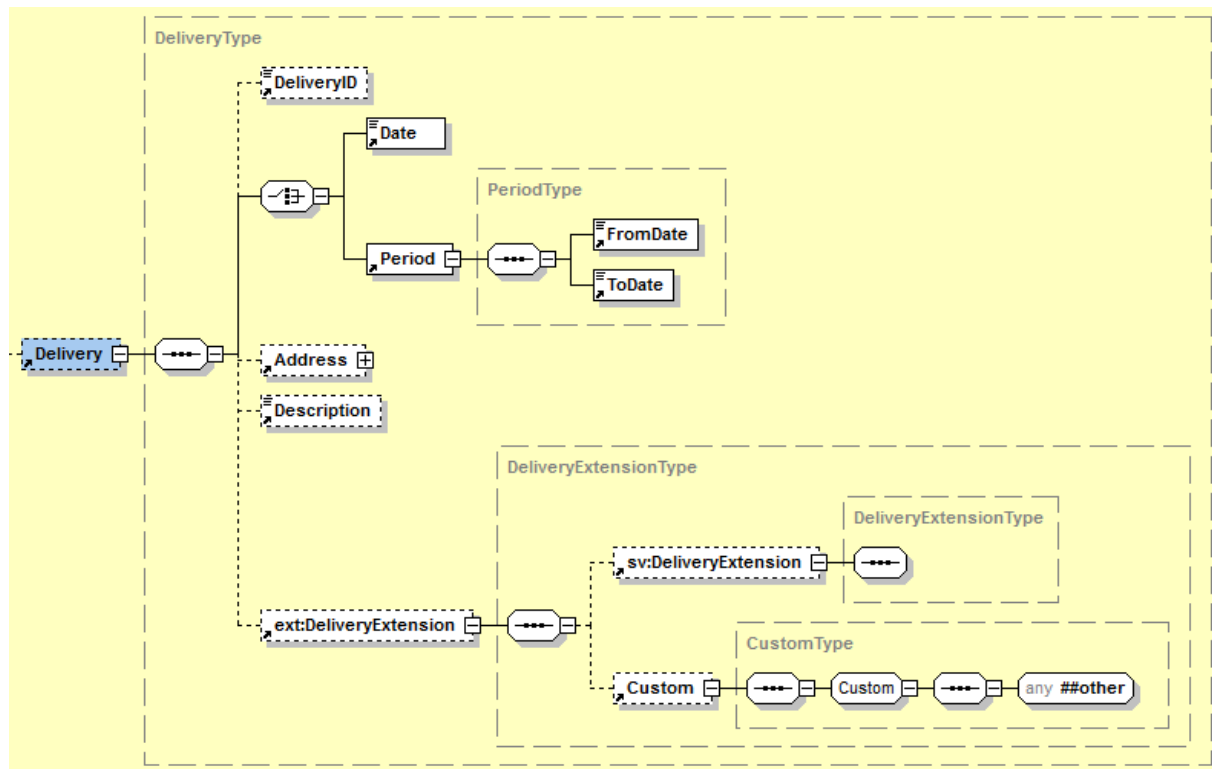 DeliveryType
DeliveryID
Date
PeriodType
FromDate
Period
ToDate
Delivery
Address
Description
DeliveryExtensionType
DeliveryExtensionType
sv:DeliveryExtension
ext:DeliveryExtension
CustomType
Custom
Custom
any ##other